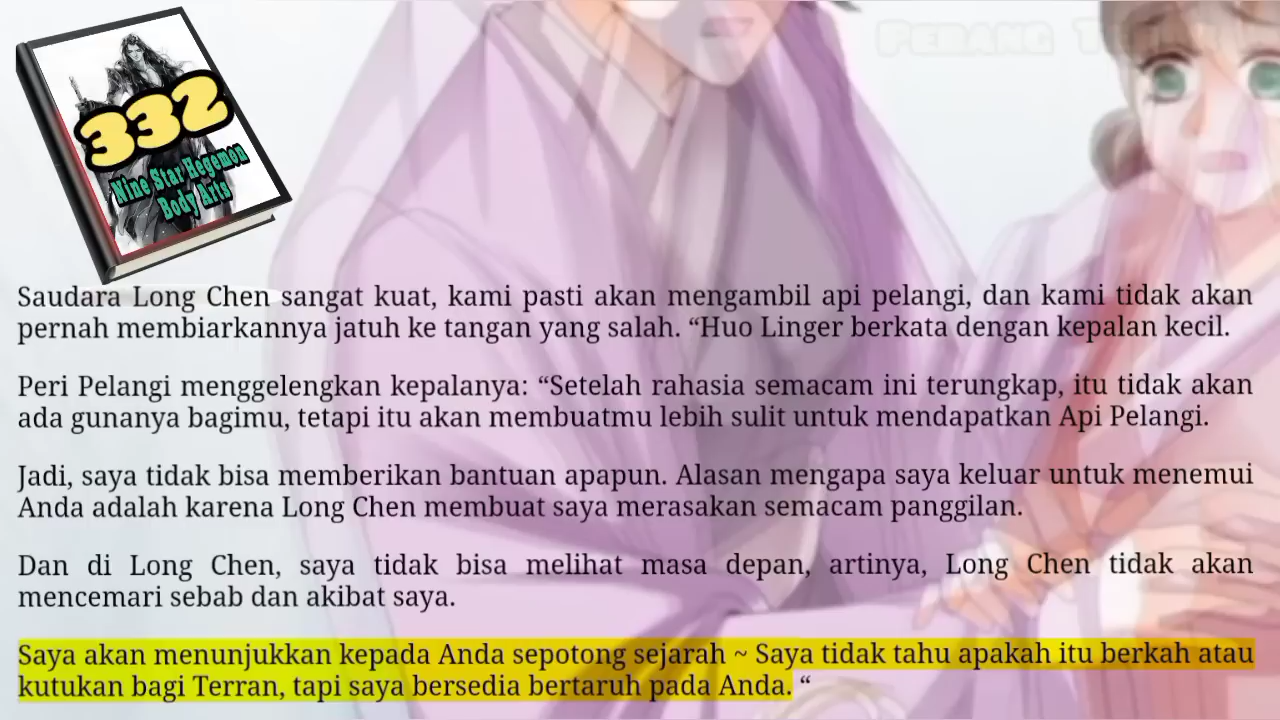 332
Nine Star Hegemon
Body Arts
Saudara Long Chen sangat kuat, kami pasti akan mengambil api pelangi, dan kami tidak akan
pernah membiarkannya jatuh ke tangan yang salah. “Huo Linger berkata dengan kepalan kecil.
Peri Pelangi menggelengkan kepalanya: “Setelah rahasia semacam ini terungkap, itu tidak akan
ada gunanya bagimu, tetapi itu akan membuatmu lebih sulit untuk mendapatkan Api Pelangi.
Jadi, saya tidak bisa memberikan bantuan apapun. Alasan mengapa saya keluar untuk menemui
Anda adalah karena Long Chen membuat saya merasakan semacam panggilan.
Dan di Long Chen, saya tidak bisa melihat masa depan, artinya, Long Chen tidak akan
mencemari sebab dan akibat saya.
Saya akan menunjukkan kepada Anda sepotong sejarah ~ Saya tidak tahu apakah itu berkah atau
kutukan bagi Terran, tapi saya bersedia bertaruh pada Anda. “